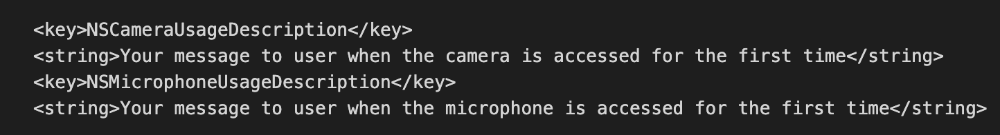 <key>NSCameraUsageDescription</key>
<string>Your message to user when the camera is accessed for the first time</string>
<key>NSMicrophoneUsageDescription</key>
<string>Your message to user when the microphone is accessed for the first time</string>